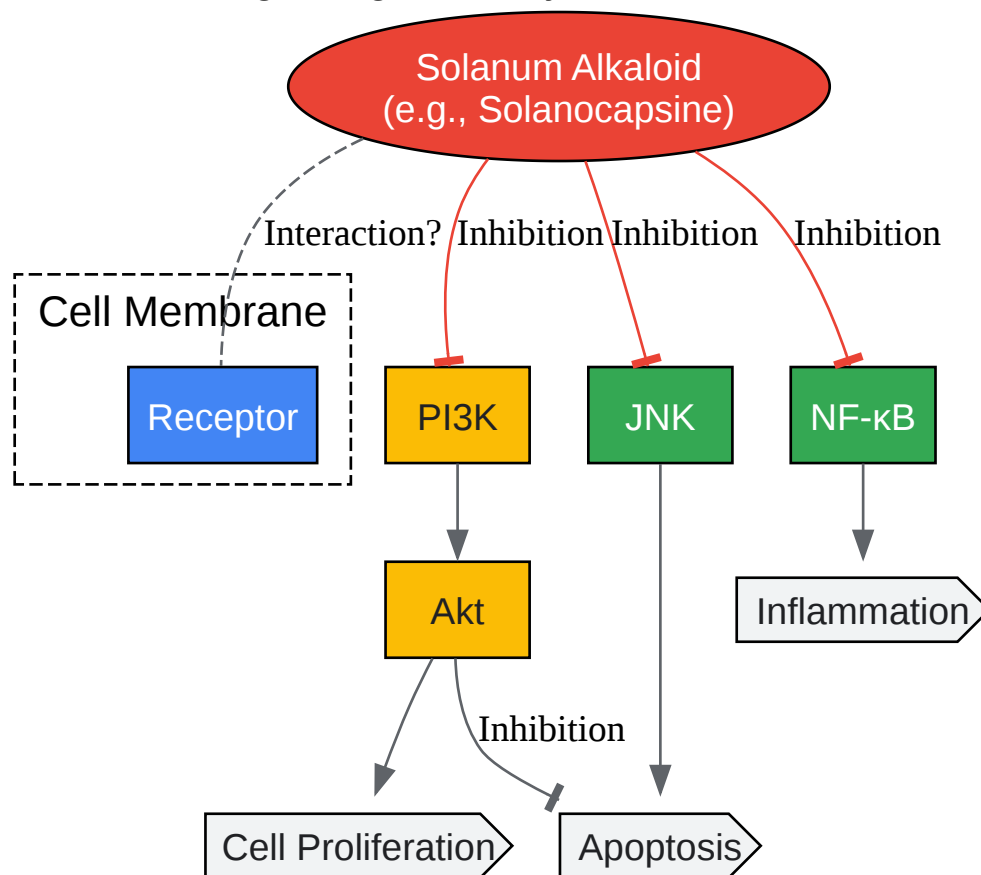 Solanum Alkaloid
(e.g., Solanocapsine)
Interaction?
Inhibition
Inhibition
Inhibition
Cell Membrane
Receptor
PI3K
JNK
NF-κB
Akt
Inflammation
Inhibition
Cell Proliferation
Apoptosis